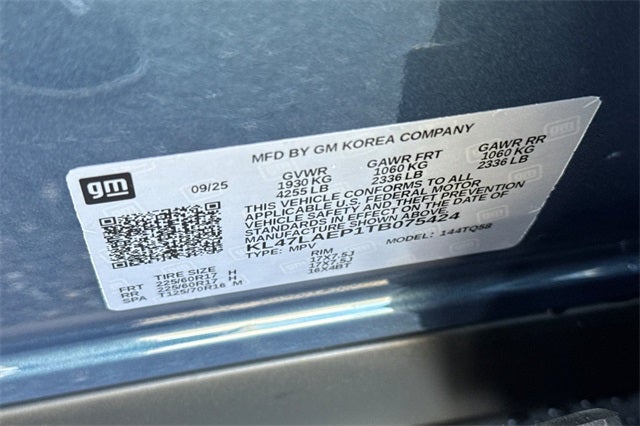 MFD BY GM KOREA COMPANY
gm
09/25
GVWR GAWR FRT GAWR RR
1930 KG 1060 KG 1060 KG
4255 LB 2336 LB 2336 LB
THIS VEHICLE CONFORMS TO ALL
APPLICABLE U.S. FEDERAL MOTOR
VEHICLE SAFETY AND THEFT PREVENTION
STANDARDS IN EFFECT ON THE DATE OF
MANUFACTURE SHOWN ABOVE.
KL47LAEP1TB075454
TYPE: MPV MODEL: 144TQ58
TIRE SIZE RIM
FRT 225/60R17 H 17X7.5J
RR 225/60R17 H 17X7.5J
SPA T125/70R16 M 16X4BT